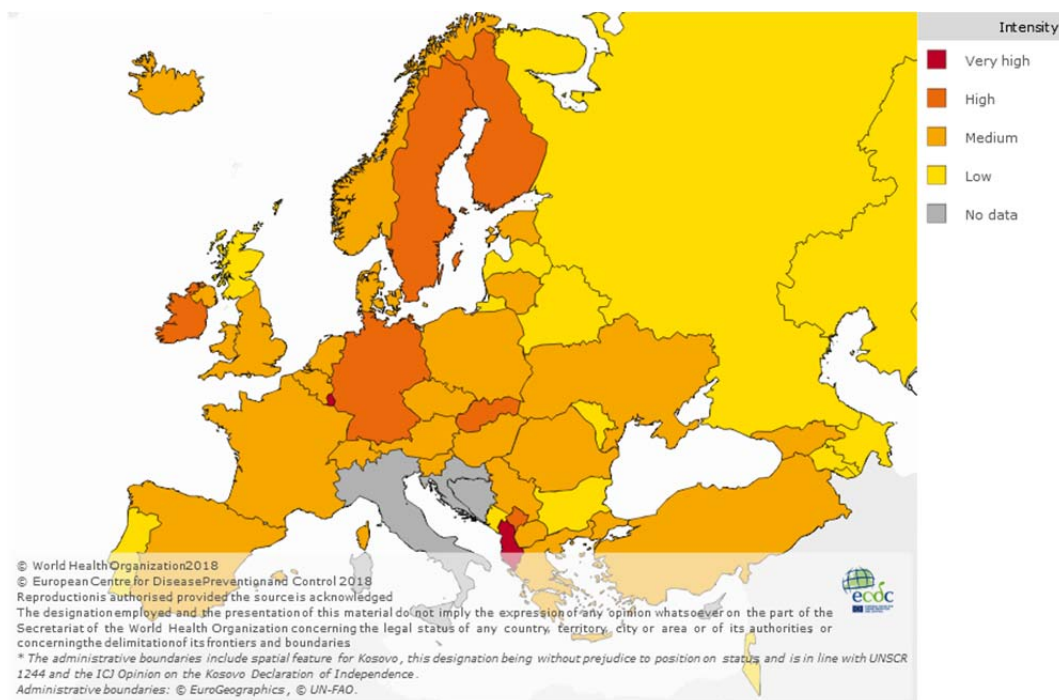 Intensity
Very high
High
Medium
Low
No data
© World Health Organization2018
© European Centre for DiseasePreventionand Control 2018
Reproductionis authorised provided the sourceis acknowledged
The designationemployed and the presentation of this material do not imply the expression of any opinion whatsoever on the part of the
Secretariat of the World Health Organization concerning the legal status of any country, territory, city or area or of its authorities, or
concerningthe delimitationof its frontiers and boundaries
* The administrative boundaries include spatial feature for Kosovo, this designation being without prejudice to position on status, and is in line with UNSCR
1244 and the ICJ Opinion on the Kosovo Declaration of Independence.
Administrative boundaries: © EuroGeographics, © UN-FAO.
ecdc